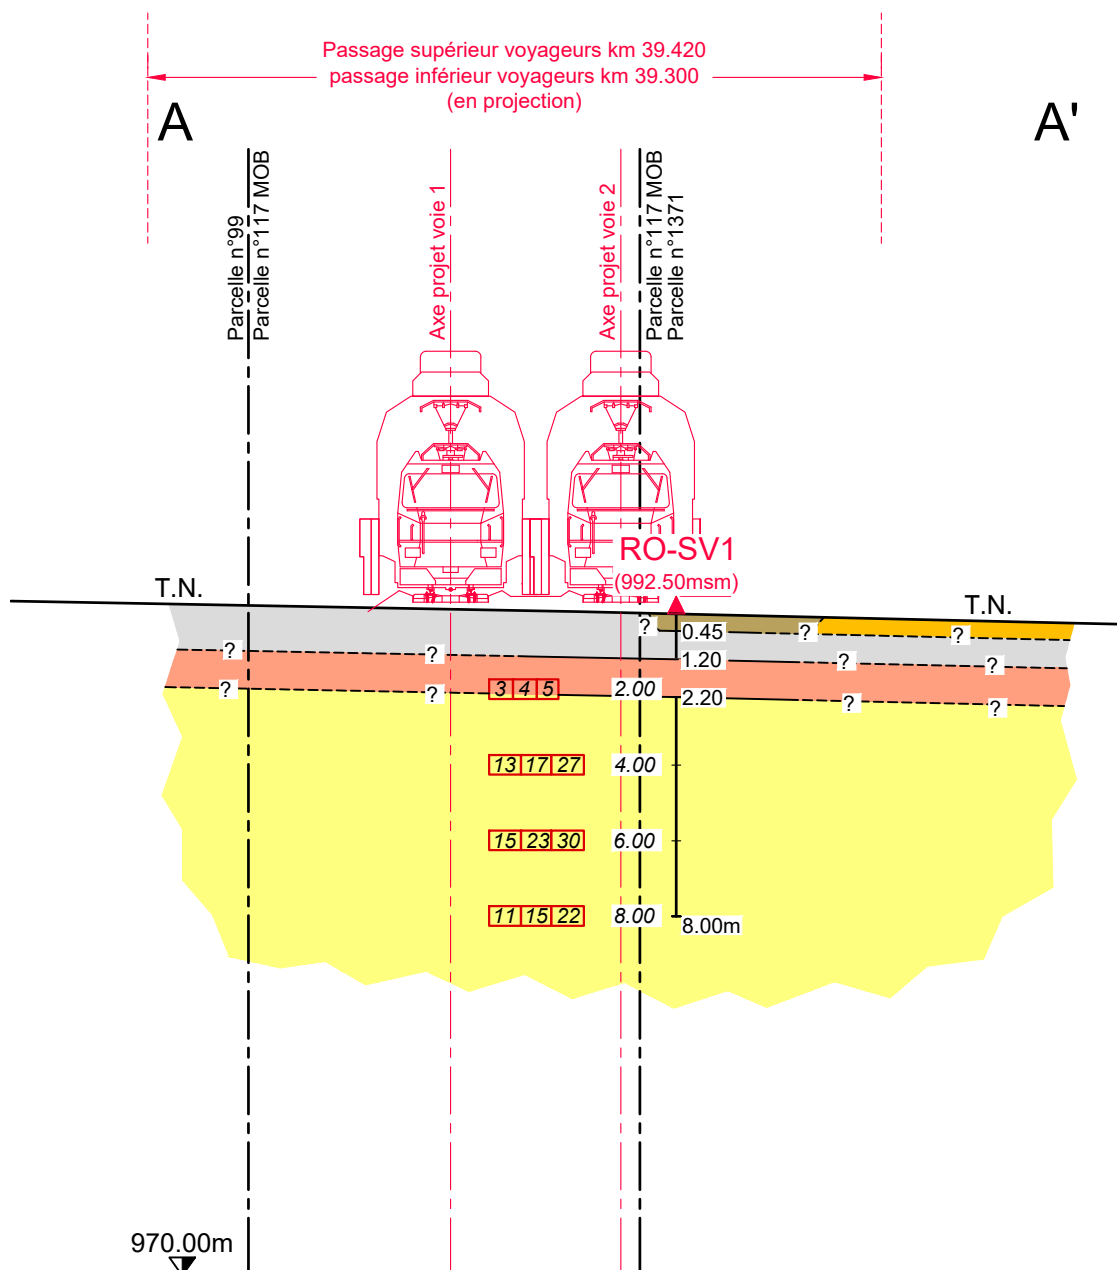 Passage supérieur voyageurs km 39.420
passage inférieur voyageurs km 39.300
(en projection)
A
A'
Parcelle n°99
Parcelle n°117 MOB
Axe projet voie 1
Axe projet voie 2
Parcelle n°117 MOB
Parcelle n°1371
RO-SV1
(992.50msm)
T.N.
T.N.
? 0.45 ? ?
? ? 1.20 ? ?
3 4 5 2.00
? ? 2.20 ? ?
13 17 27 4.00
15 23 30 6.00
11 15 22 8.00
8.00m
970.00m